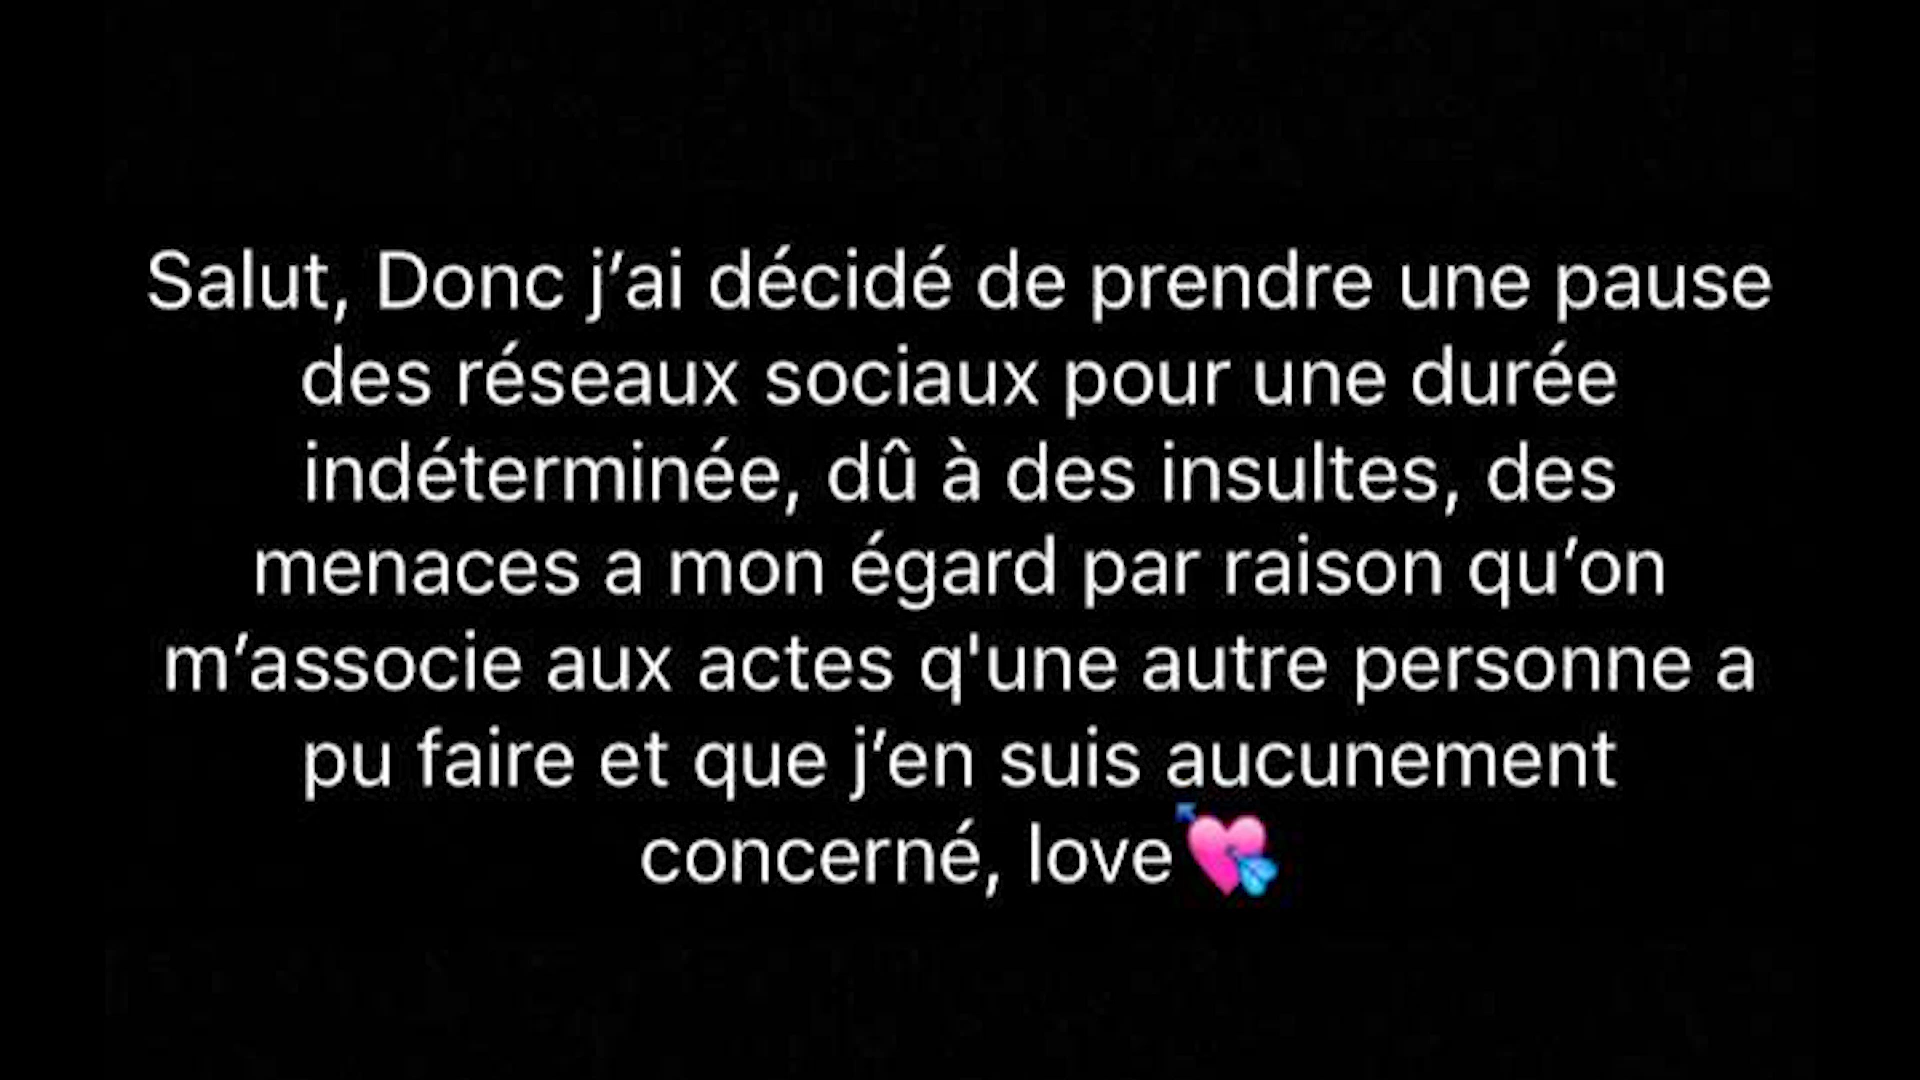 Salut, Donc j’ai décidé de prendre une pause
des réseaux sociaux pour une durée
indéterminée, dû à des insultes, des
menaces a mon égard par raison qu’on
m’associe aux actes q'une autre personne a
pu faire et que j’en suis aucunement
concerné, love💘